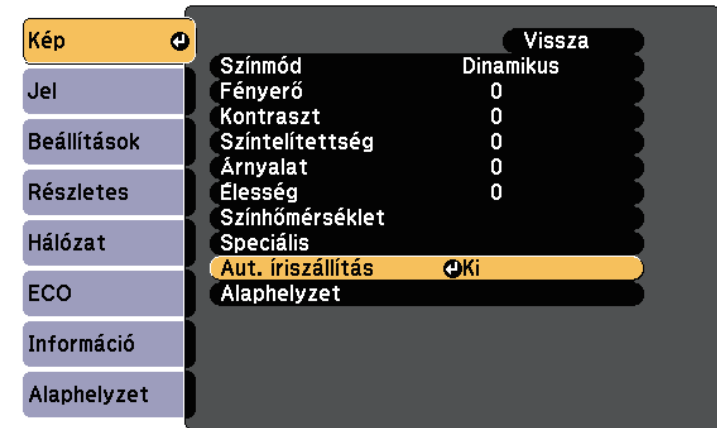 Kép
Jel
Beállítások
Részletes
Hálózat
ECO
Információ
Alaphelyzet
Vissza
Színmód Dinamikus
Fényerő 0
Kontraszt 0
Színtelítettség 0
Árnyalat 0
Élesség 0
Színhőmérséklet
Speciális
Aut. íriszállítás Ki
Alaphelyzet